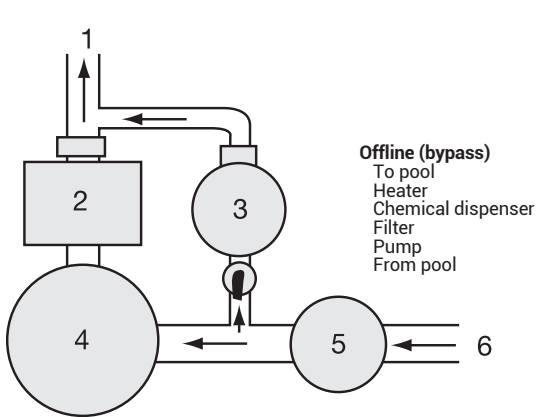 1
Offline (bypass)
To pool
Heater
Chemical dispenser
Filter
Pump
From pool
2
3
4
5
6